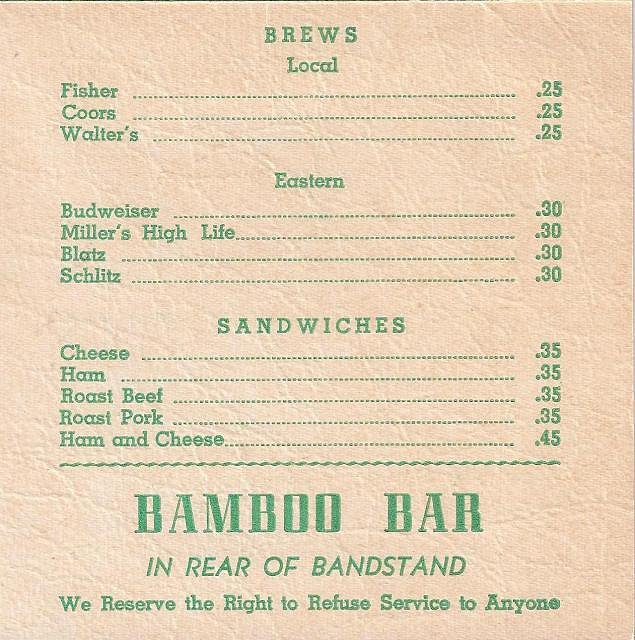 BREWS
Local
Fisher .25
Coors .25
Walter's .25
Eastern
Budweiser .30
Miller's High Life .30
Blatz .30
Schlitz .30
SANDWICHES
Cheese .35
Ham .35
Roast Beef .35
Roast Pork .35
Ham and Cheese .45
BAMBOO BAR
IN REAR OF BANDSTAND
We Reserve the Right to Refuse Service to Anyone